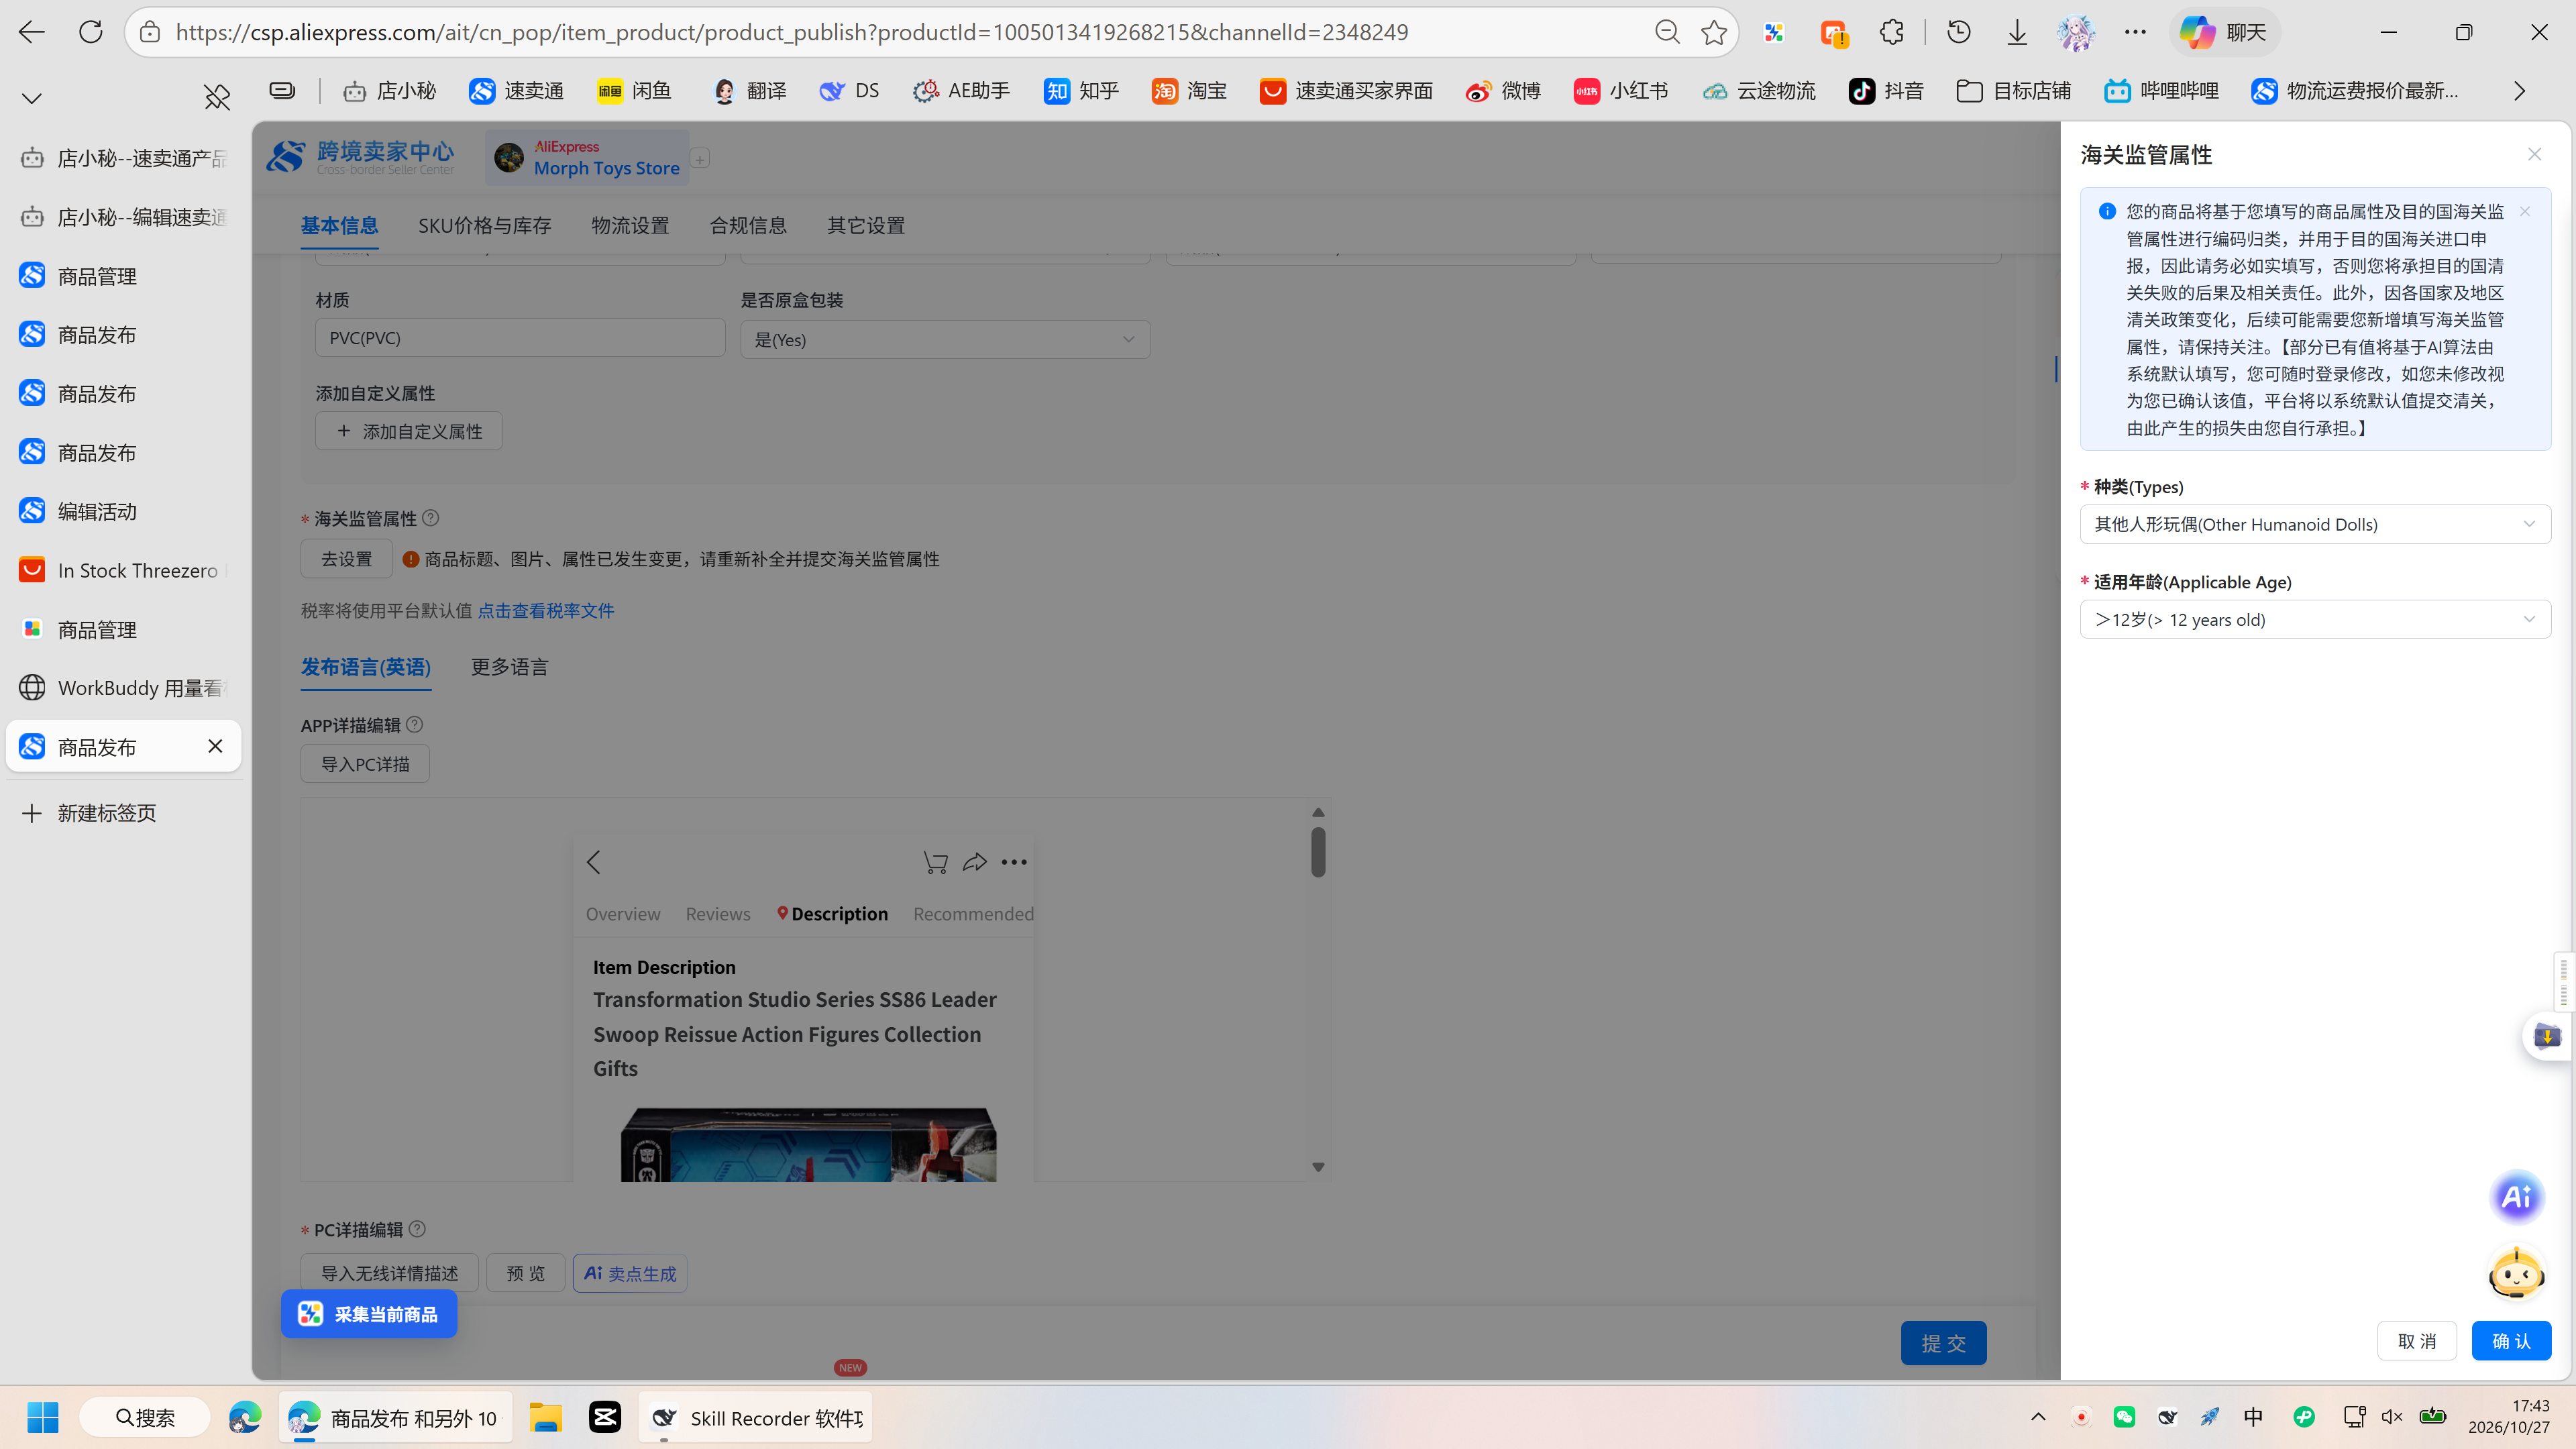 https://csp.aliexpress.com/ait/cn_pop/item_product/product_publish?productId=1005013419268215&channelId=2348249
聊天
店小秘
速卖通
闲鱼
翻译
DS
AE助手
知乎
淘宝
速卖通买家界面
微博
小红书
云途物流
抖音
目标店铺
哔哩哔哩
物流运费报价最新...
店小秘--速卖通产品
店小秘--编辑速卖通
商品管理
商品发布
商品发布
商品发布
编辑活动
In Stock Threezero
商品管理
WorkBuddy 用量看
商品发布
新建标签页
跨境卖家中心
Cross-border Seller Center
AliExpress
Morph Toys Store
基本信息
SKU价格与库存
物流设置
合规信息
其它设置
材质
是否原盒包装
PVC(PVC)
是(Yes)
添加自定义属性
+ 添加自定义属性
* 海关监管属性
去设置
商品标题、图片、属性已发生变更，请重新补全并提交海关监管属性
税率将使用平台默认值 点击查看税率文件
发布语言(英语)
更多语言
APP详描编辑
导入PC详描
Overview
Reviews
Description
Recommended
Item Description
Transformation Studio Series SS86 Leader
Swoop Reissue Action Figures Collection
Gifts
* PC详描编辑
导入无线详情描述
预 览
Ai 卖点生成
采集当前商品
NEW
提 交
海关监管属性
您的商品将基于您填写的商品属性及目的国海关监
管属性进行编码归类，并用于目的国海关进口申
报，因此请务必如实填写，否则您将承担目的国清
关失败的后果及相关责任。此外，因各国家及地区
清关政策变化，后续可能需要您新增填写海关监管
属性，请保持关注。【部分已有值将基于AI算法由
系统默认填写，您可随时登录修改，如您未修改视
为您已确认该值，平台将以系统默认值提交清关，
由此产生的损失由您自行承担。】
* 种类(Types)
其他人形玩偶(Other Humanoid Dolls)
* 适用年龄(Applicable Age)
＞12岁(> 12 years old)
Ai
取 消
确 认
搜索
商品发布 和另外 10
Skill Recorder 软件
中
17:43
2026/10/27